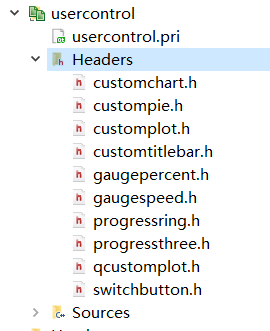 usercontrol
usercontrol.pri
Headers
customchart.h
custompie.h
customplot.h
customtitlebar.h
gaugepercent.h
gaugespeed.h
progressring.h
progressthree.h
qcustomplot.h
switchbutton.h
Sources